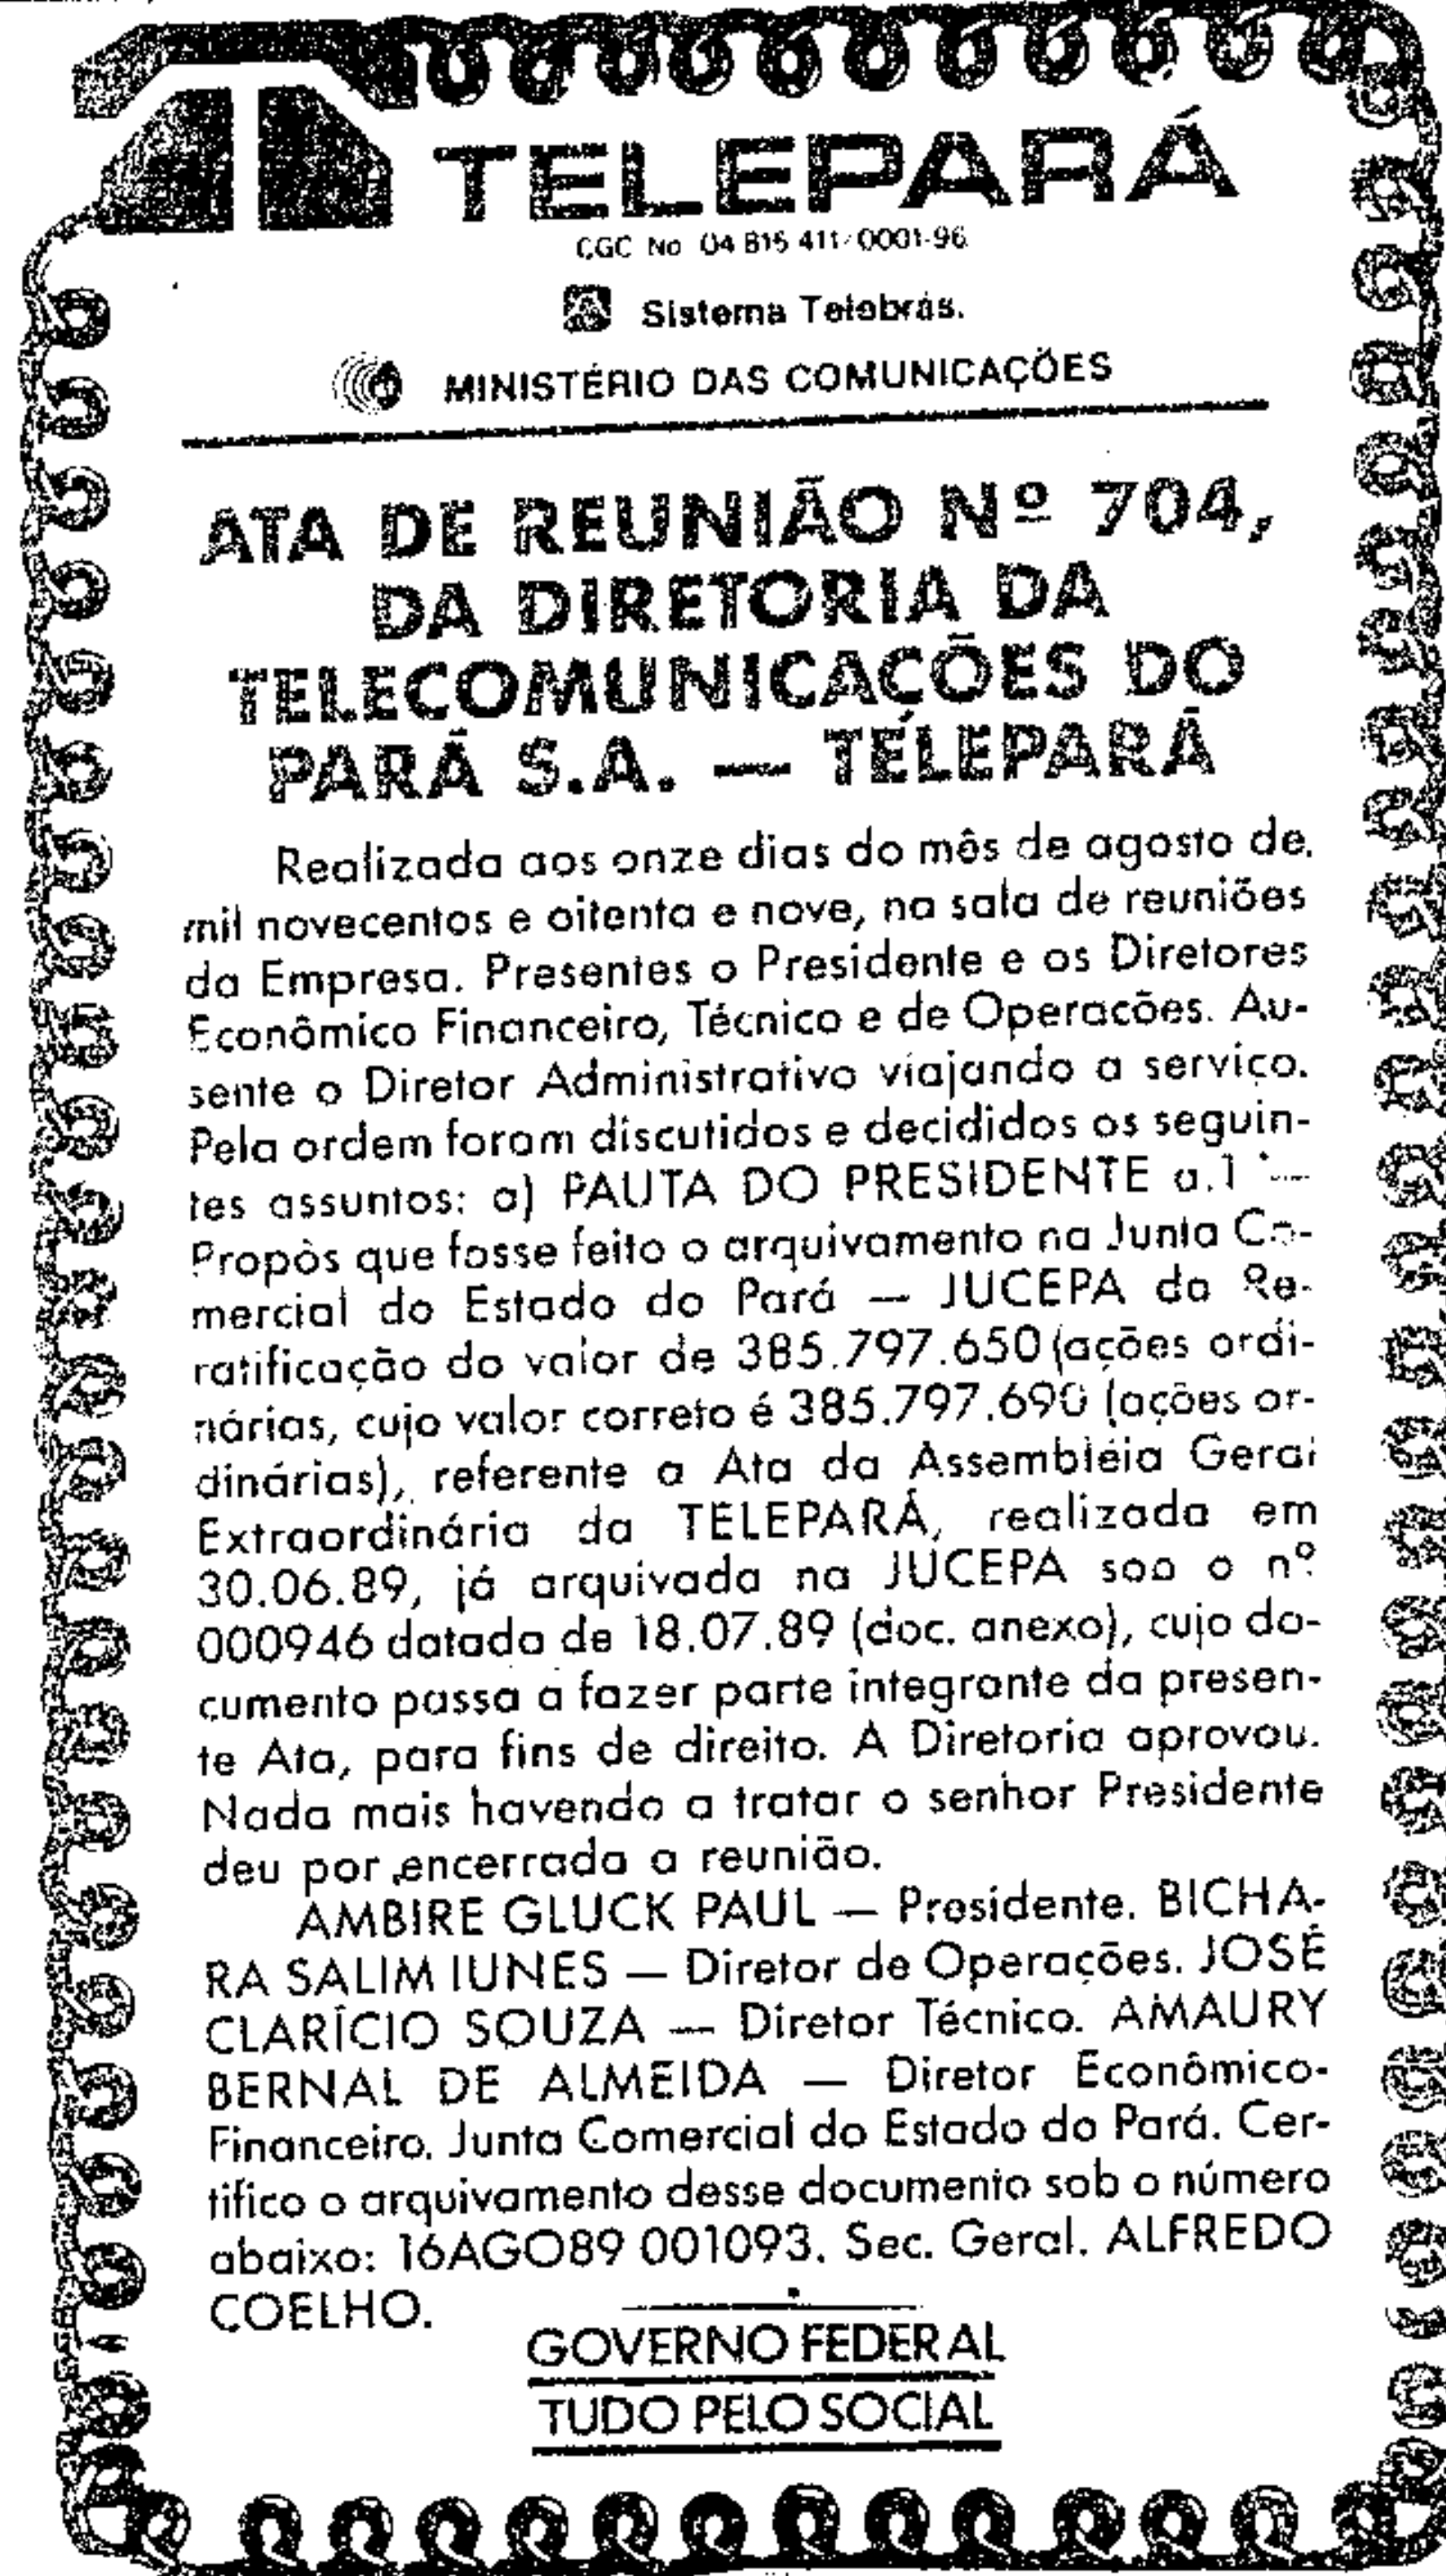 TELEPARÁ
CGC No 04 815 411/0001-96
Sistema Telebrás.
MINISTÉRIO DAS COMUNICAÇÕES
ATA DE REUNIÃO Nº 704,
DA DIRETORIA DA
TELECOMUNICAÇÕES DO
PARÁ S.A. — TELEPARÁ
Realizada aos onze dias do mês de agosto de
mil novecentos e oitenta e nove, na sala de reuniões
da Empresa. Presentes o Presidente e os Diretores
Econômico Financeiro, Técnico e de Operacões. Au-
sente o Diretor Administrativo viajando a serviço.
Pela ordem foram discutidos e decididos os seguin-
tes assuntos: a) PAUTA DO PRESIDENTE a.1 —
Propôs que fosse feito o arquivamento na Junta Co-
mercial do Estado do Pará — JUCEPA da Re-
ratificação do valor de 385.797.650 (ações ordi-
nárias, cujo valor correto é 385.797.690 (ações or-
dinárias), referente a Ata da Assembléia Geral
Extraordinária da TELEPARÁ, realizada em
30.06.89, já arquivada na JUCEPA sob o nº
000946 datada de 18.07.89 (doc. anexo), cujo do-
cumento passa a fazer parte integrante da presen-
te Ata, para fins de direito. A Diretoria aprovou.
Nada mais havendo a tratar o senhor Presidente
deu por encerrada a reunião.
AMBIRE GLUCK PAUL — Presidente. BICHA-
RA SALIM IUNES — Diretor de Operações. JOSÉ
CLARÍCIO SOUZA — Diretor Técnico. AMAURY
BERNAL DE ALMEIDA — Diretor Econômico-
Financeiro. Junta Comercial do Estado do Pará. Cer-
tifico o arquivamento desse documento sob o número
abaixo: 16AGO89 001093. Sec. Geral. ALFREDO
COELHO.
GOVERNO FEDERAL
TUDO PELO SOCIAL